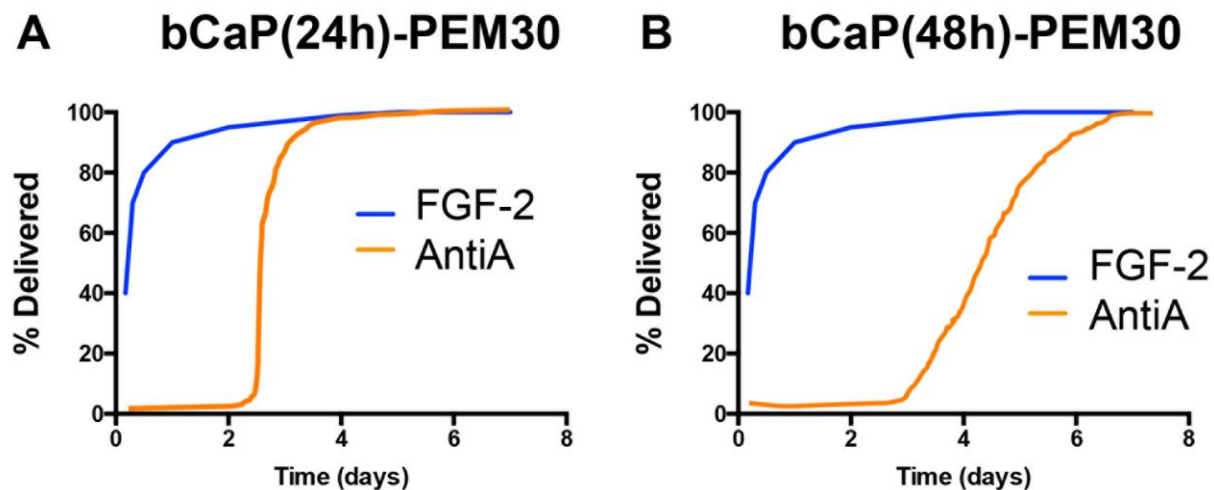 A bCaP(24h)-PEM30
% Delivered
100
80
60
40
20
0
FGF-2
AntiA
0 2 4 6 8
Time (days)
B bCaP(48h)-PEM30
% Delivered
100
80
60
40
20
0
FGF-2
AntiA
0 2 4 6 8
Time (days)